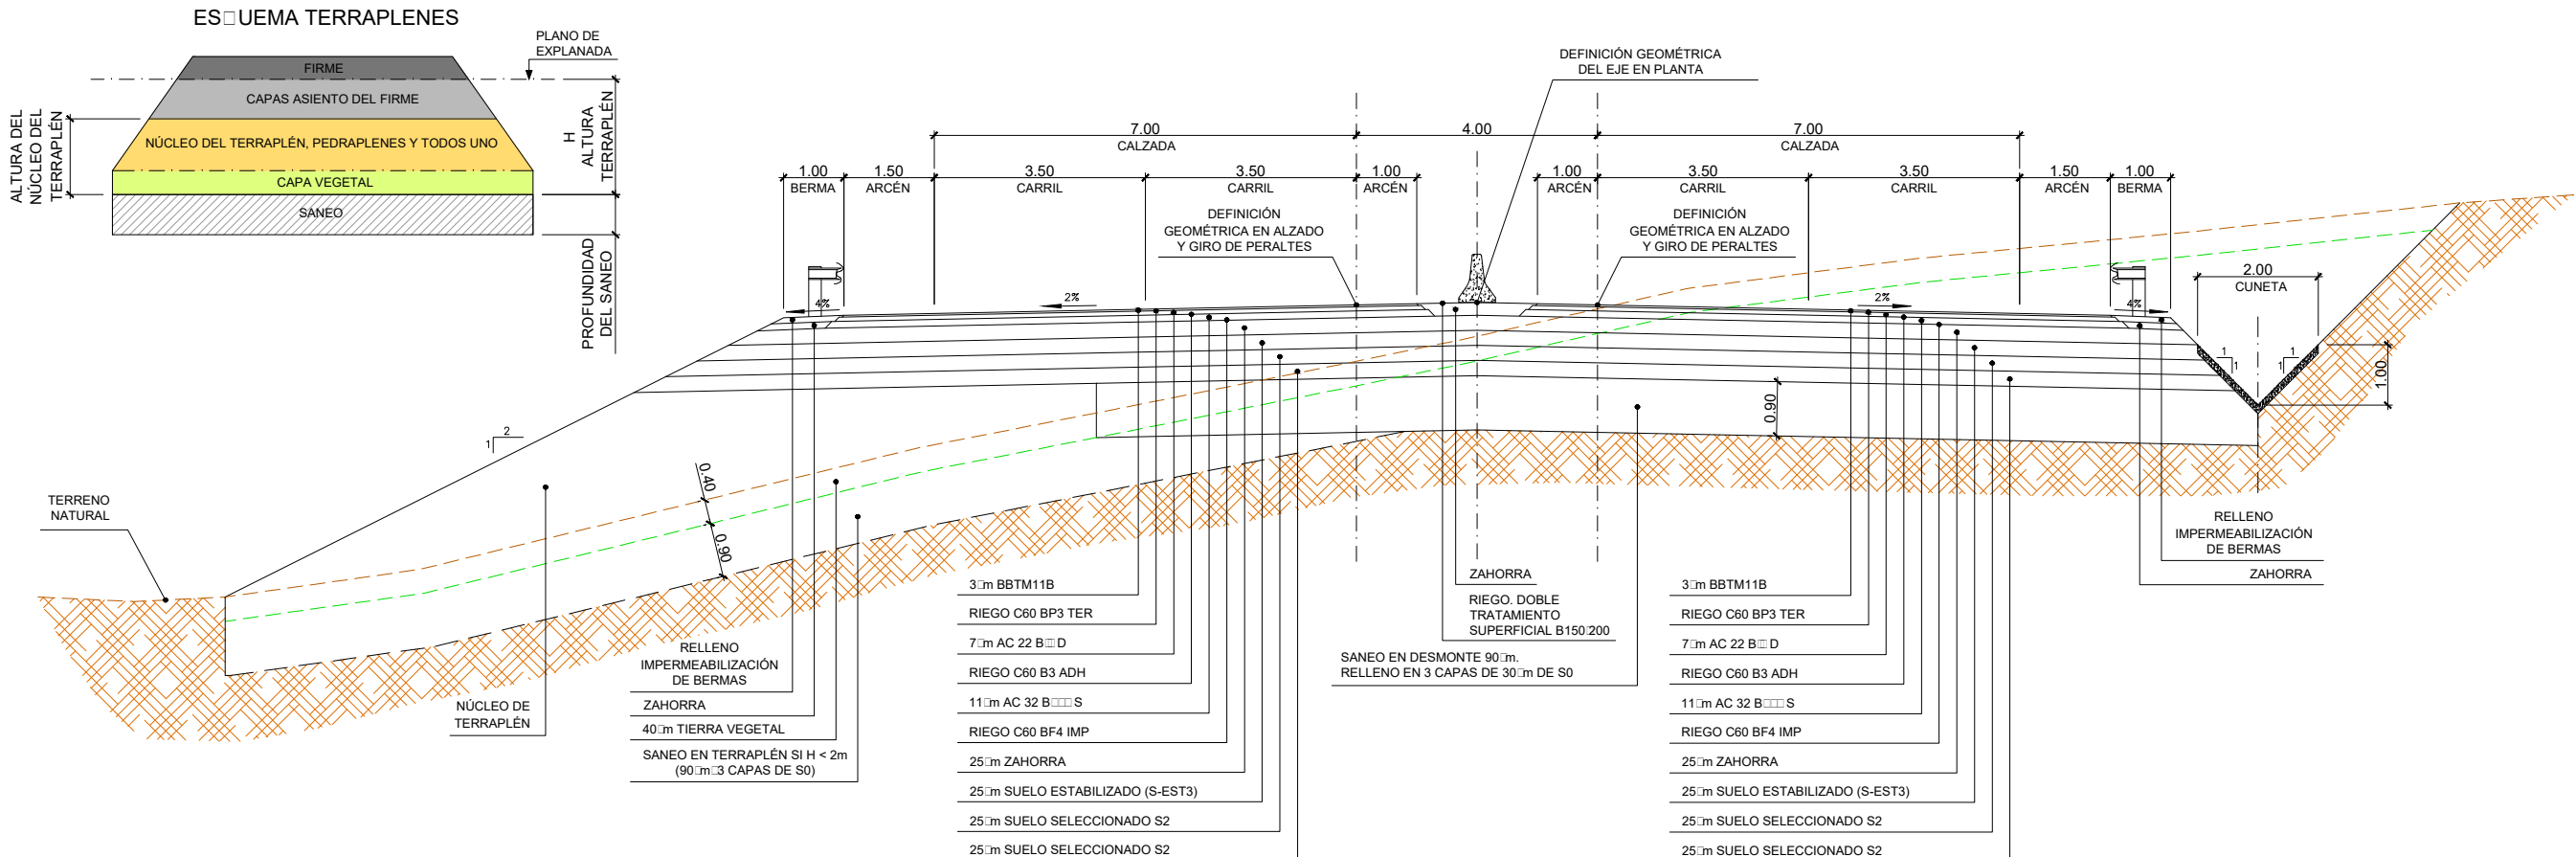 ES□UEMA TERRAPLENES
PLANO DE
EXPLANADA
FIRME
CAPAS ASIENTO DEL FIRME
NÚCLEO DEL TERRAPLÉN, PEDRAPLENES Y TODOS UNO
CAPA VEGETAL
SANEO
ALTURA DEL
NÚCLEO DEL
TERRAPLÉN
H
ALTURA
TERRAPLÉN
PROFUNDIDAD
DEL SANEO
DEFINICIÓN GEOMÉTRICA
DEL EJE EN PLANTA
7.00
CALZADA
4.00
7.00
CALZADA
1.00
BERMA
1.50
ARCÉN
3.50
CARRIL
3.50
CARRIL
1.00
ARCÉN
1.00
ARCÉN
3.50
CARRIL
3.50
CARRIL
1.50
ARCÉN
1.00
BERMA
DEFINICIÓN
GEOMÉTRICA EN ALZADO
Y GIRO DE PERALTES
DEFINICIÓN
GEOMÉTRICA EN ALZADO
Y GIRO DE PERALTES
2.00
CUNETA
4%
2%
2%
4%
1
1
1
1
1.00
0.90
2
1
0.40
0.90
TERRENO
NATURAL
NÚCLEO DE
TERRAPLÉN
RELLENO
IMPERMEABILIZACIÓN
DE BERMAS
ZAHORRA
40□m TIERRA VEGETAL
SANEO EN TERRAPLÉN SI H < 2m
(90□m□3 CAPAS DE S0)
3□m BBTM11B
RIEGO C60 BP3 TER
7□m AC 22 B□□ D
RIEGO C60 B3 ADH
11□m AC 32 B□□□ S
RIEGO C60 BF4 IMP
25□m ZAHORRA
25□m SUELO ESTABILIZADO (S-EST3)
25□m SUELO SELECCIONADO S2
25□m SUELO SELECCIONADO S2
ZAHORRA
RIEGO. DOBLE
TRATAMIENTO
SUPERFICIAL B150□200
SANEO EN DESMONTE 90□m.
RELLENO EN 3 CAPAS DE 30□m DE S0
3□m BBTM11B
RIEGO C60 BP3 TER
7□m AC 22 B□□ D
RIEGO C60 B3 ADH
11□m AC 32 B□□□ S
RIEGO C60 BF4 IMP
25□m ZAHORRA
25□m SUELO ESTABILIZADO (S-EST3)
25□m SUELO SELECCIONADO S2
25□m SUELO SELECCIONADO S2
RELLENO
IMPERMEABILIZACIÓN
DE BERMAS
ZAHORRA